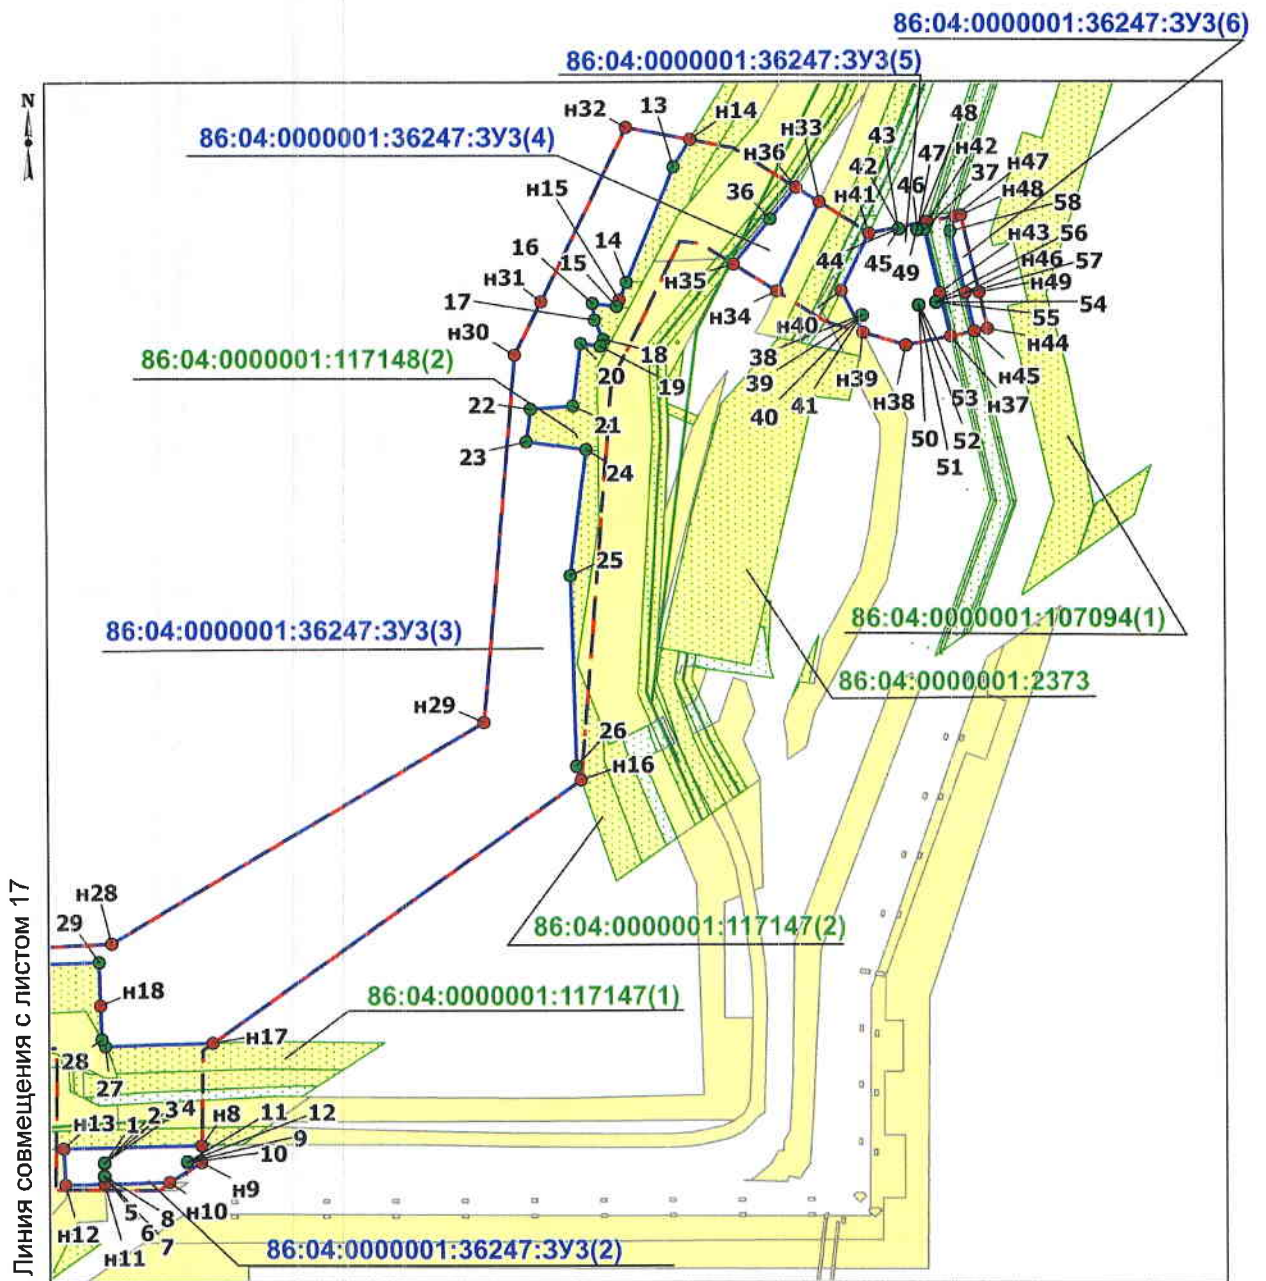 86:04:0000001:36247:ЗУ3(6)
86:04:0000001:36247:ЗУ3(5)
N
н32
13
н14
86:04:0000001:36247:ЗУ3(4)
н33
43
48
42
47
н42
н36
46
37
н47
н15
36
н41
н48
58
14
44
45
49
н43
56
16
15
н46
57
н31
н35
н49
17
н34
54
н40
55
н30
18
38
н44
86:04:0000001:117148(2)
20
19
39
н39
н45
22
21
40
41
н38
53
н37
23
50
52
24
51
25
86:04:0000001:107094(1)
86:04:0000001:36247:ЗУ3(3)
86:04:0000001:2373
н29
26
н16
н28
29
86:04:0000001:117147(2)
н18
86:04:0000001:117147(1)
н17
28
27
н13
1
2
3
4
н8
11
12
9
10
н9
н12
5
8
н10
6
н11
7
86:04:0000001:36247:ЗУ3(2)
Линия совмещения с листом 17